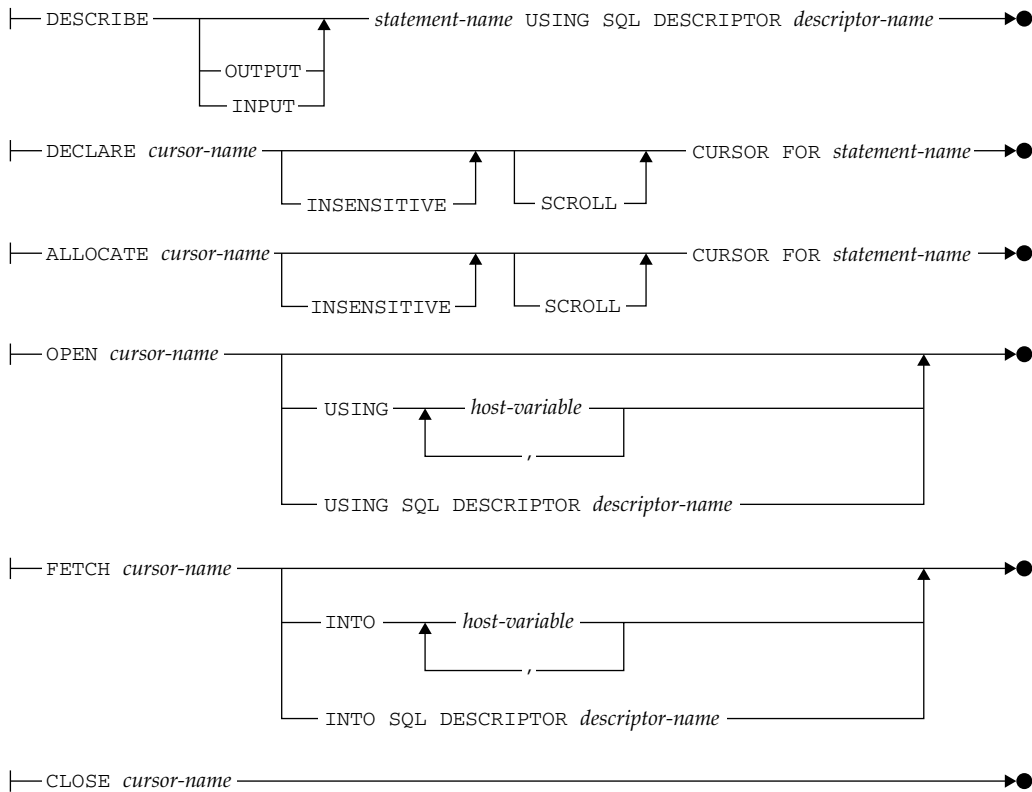 DESCRIBE statement-name USING SQL DESCRIPTOR descriptor-name
OUTPUT
INPUT
DECLARE cursor-name CURSOR FOR statement-name
INSENSITIVE SCROLL
ALLOCATE cursor-name CURSOR FOR statement-name
INSENSITIVE SCROLL
OPEN cursor-name
USING host-variable
,
USING SQL DESCRIPTOR descriptor-name
FETCH cursor-name
INTO host-variable
,
INTO SQL DESCRIPTOR descriptor-name
CLOSE cursor-name